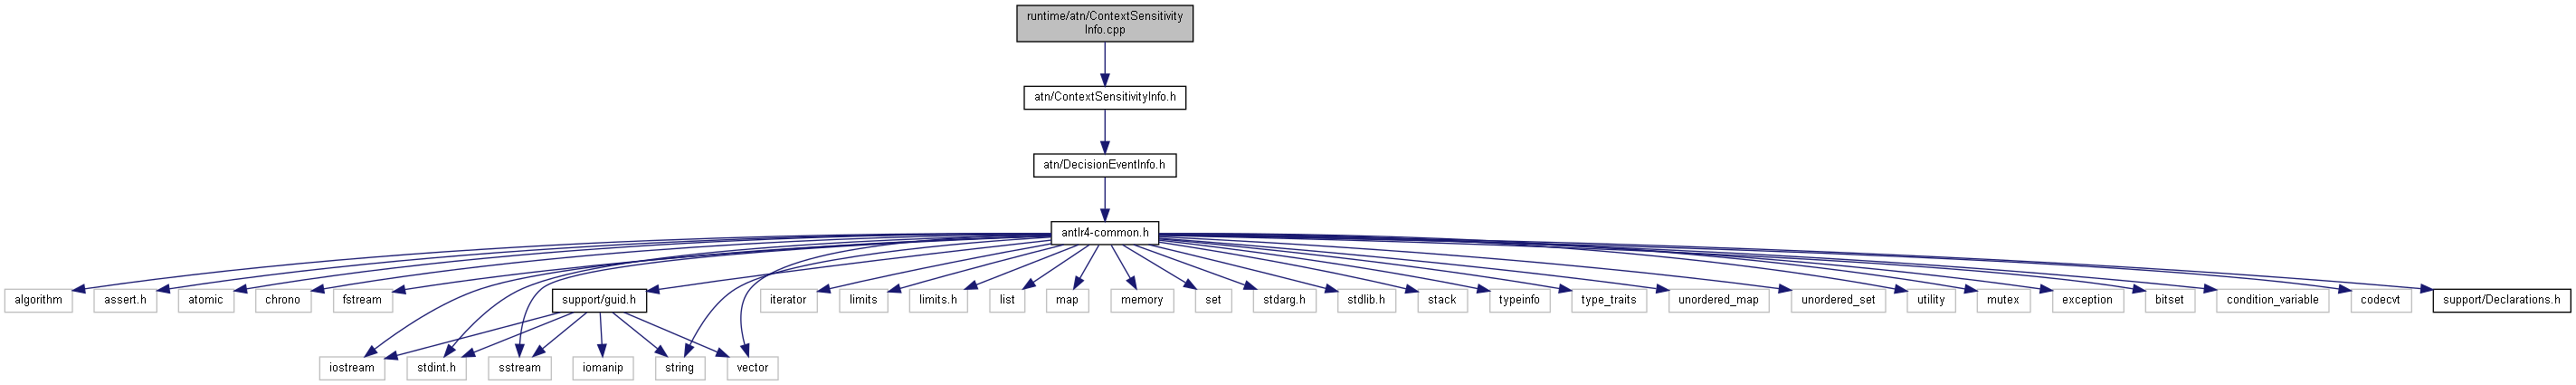 runtime/atn/ContextSensitivity
Info.cpp
atn/ContextSensitivityInfo.h
atn/DecisionEventInfo.h
antlr4-common.h
algorithm
assert.h
atomic
chrono
fstream
support/guid.h
iterator
limits
limits.h
list
map
memory
set
stdarg.h
stdlib.h
stack
typeinfo
type_traits
unordered_map
unordered_set
utility
mutex
exception
bitset
condition_variable
codecvt
support/Declarations.h
iostream
stdint.h
sstream
iomanip
string
vector